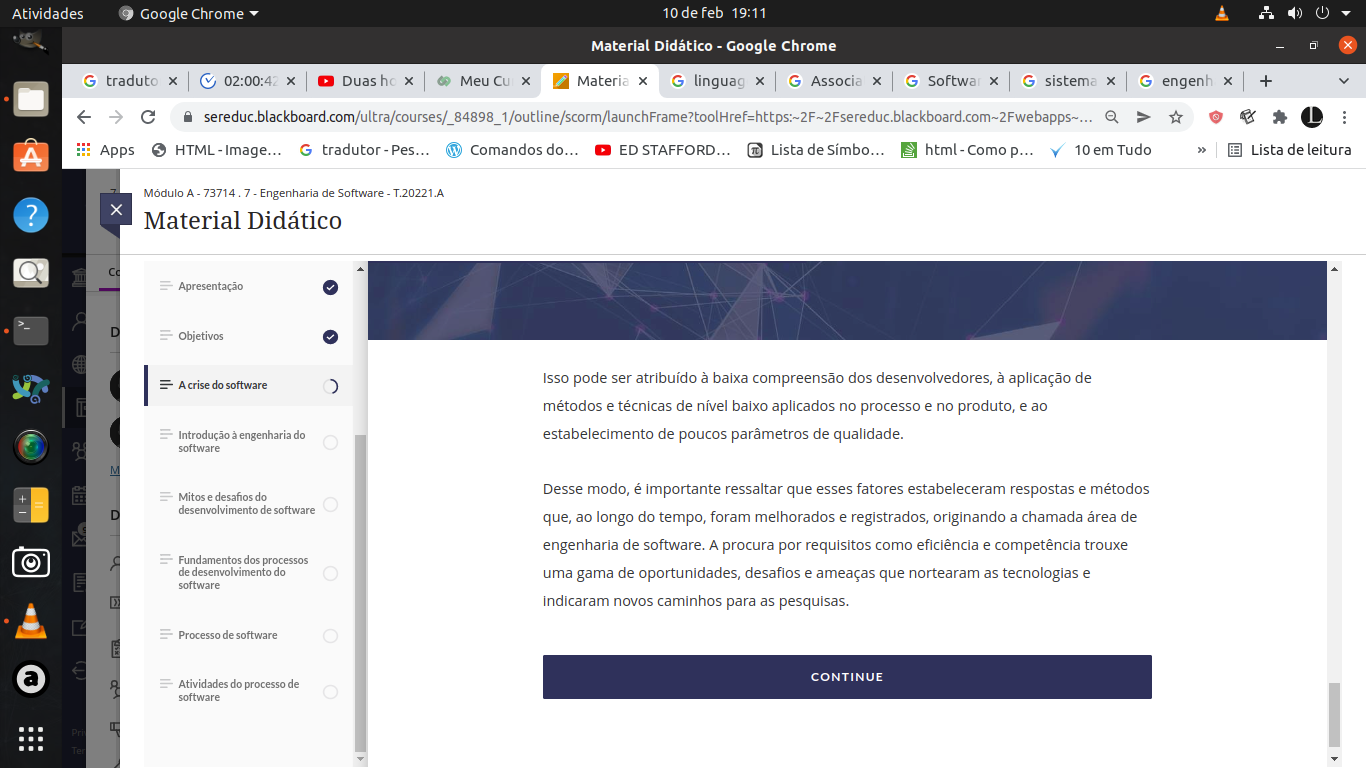 Atividades
Google Chrome
10 de feb 19:11
Material Didático - Google Chrome
traduto
02:00:42
Duas ho
Meu Cu
Materia
linguag
Associa
Softwar
sistema
engenh
sereduc.blackboard.com/ultra/courses/_84898_1/outline/scorm/launchFrame?toolHref=https:~2F~2Fsereduc.blackboard.com~2Fwebapps~...
Apps
HTML - Image...
tradutor - Pes...
Comandos do...
ED STAFFORD...
Lista de Símbo...
html - Como p...
10 em Tudo
»
Lista de leitura
Módulo A - 73714 . 7 - Engenharia de Software - T.20221.A
Material Didático
Apresentação
Objetivos
A crise do software
Introdução à engenharia do
software
Mitos e desafios do
desenvolvimento de software
Fundamentos dos processos
de desenvolvimento do
software
Processo de software
Atividades do processo de
software
Isso pode ser atribuído à baixa compreensão dos desenvolvedores, à aplicação de
métodos e técnicas de nível baixo aplicados no processo e no produto, e ao
estabelecimento de poucos parâmetros de qualidade.
Desse modo, é importante ressaltar que esses fatores estabeleceram respostas e métodos
que, ao longo do tempo, foram melhorados e registrados, originando a chamada área de
engenharia de software. A procura por requisitos como eficiência e competência trouxe
uma gama de oportunidades, desafios e ameaças que nortearam as tecnologias e
indicaram novos caminhos para as pesquisas.
CONTINUE